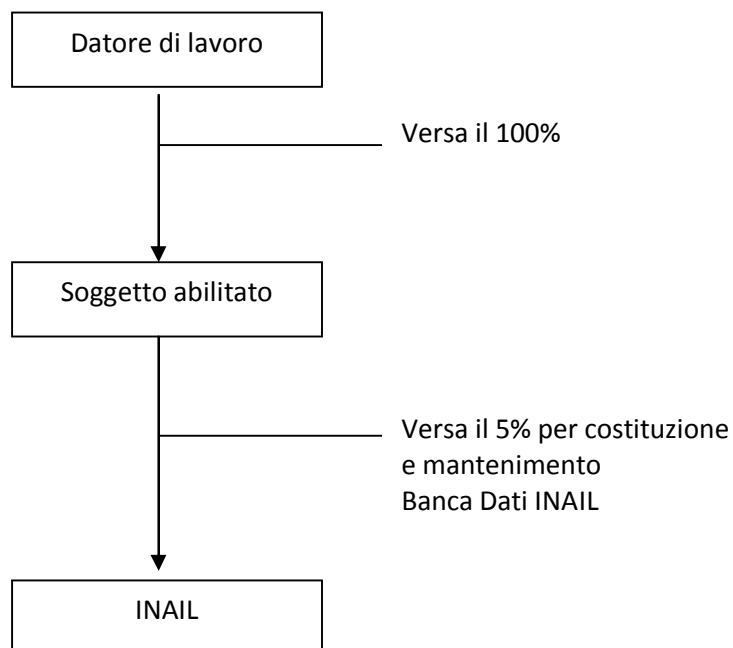 Datore di lavoro
Versa il 100%
Soggetto abilitato
Versa il 5% per costituzione
e mantenimento
Banca Dati INAIL
INAIL